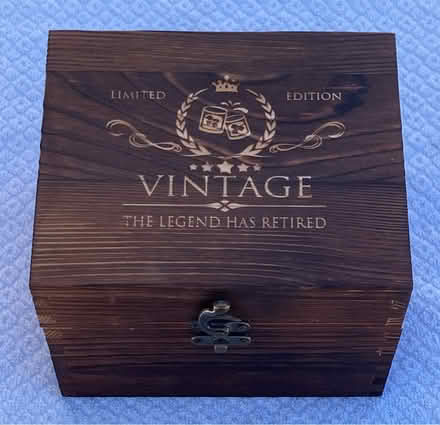 LIMITED EDITION
VINTAGE
THE LEGEND HAS RETIRED